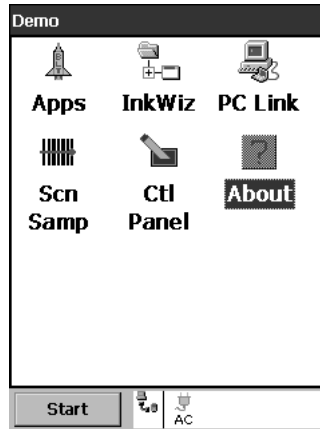 Demo
Apps InkWiz PC Link
Scn Ctl About
Samp Panel
Start AC